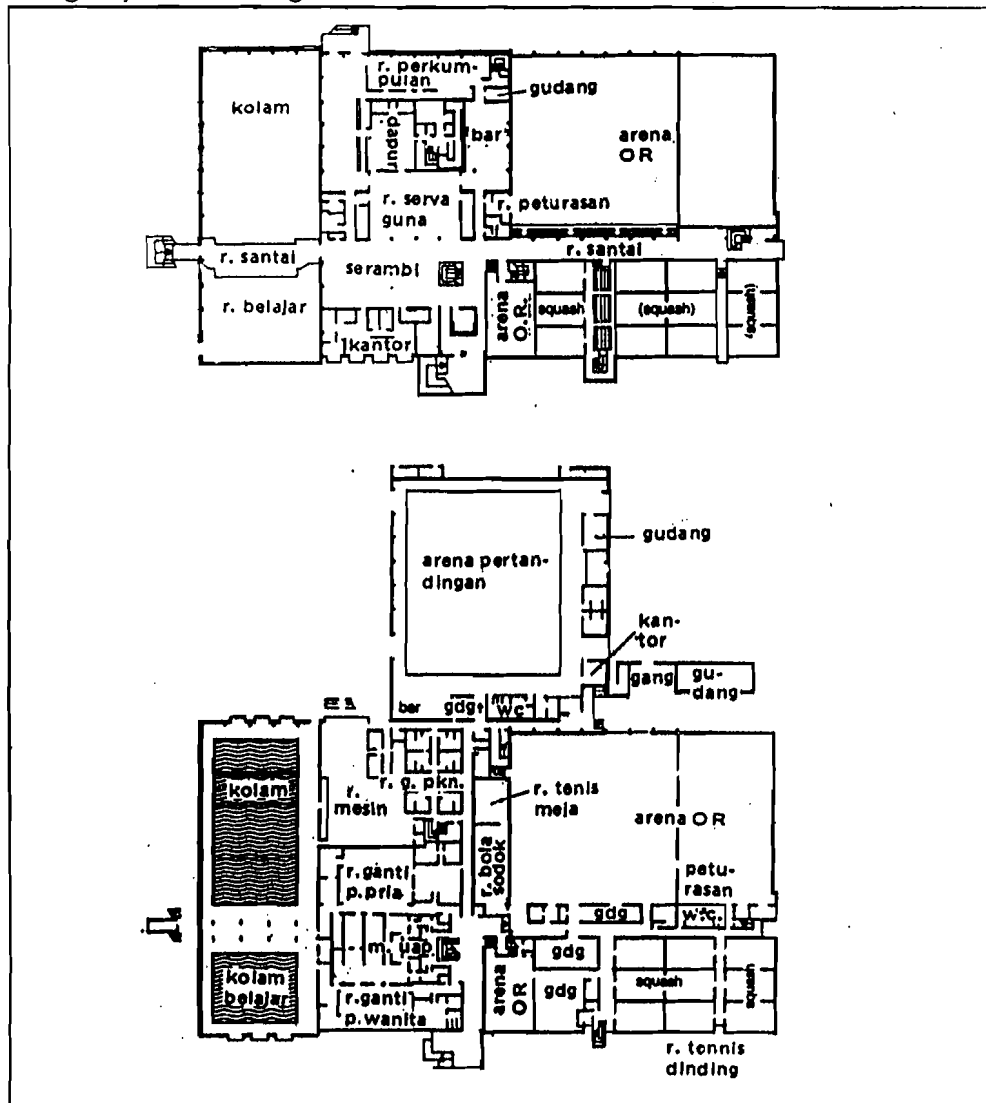 r. perkum-
pulan
gudang
kolam
dapur
bar
arena
OR
r. serva
guna
r. peturasan
r. santai
r. santai
serambi
r. belajar
kantor
arena
O.R.
squash
(squash)
(squash)
arena pertan-
dingan
gudang
kan-
tor
gang
gu-
dang
bar
gdg
wc
kolam
r. g. pkn.
r.
mesin
r. tenis
meja
arena OR
r. bola
sodok
r.ganti
p.pria
petu-
rasan
gdg
w.c.
m. uap
kolam
belajar
r.ganti
p.wanita
arena
OR
gdg
gdg
squash
squash
r. tennis
dinding